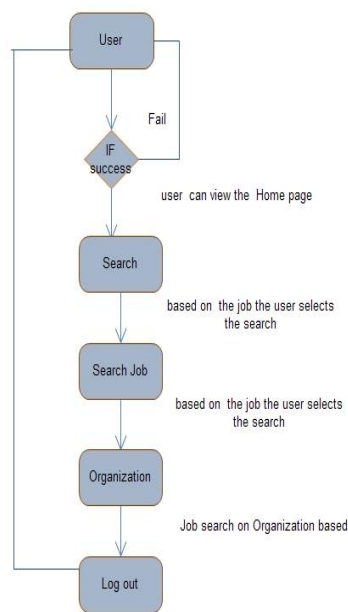 User
Fail
IF
success
user can view the Home page
Search
based on the job the user selects
the search
Search Job
based on the job the user selects
the search
Organization
Job search on Organization based
Log out